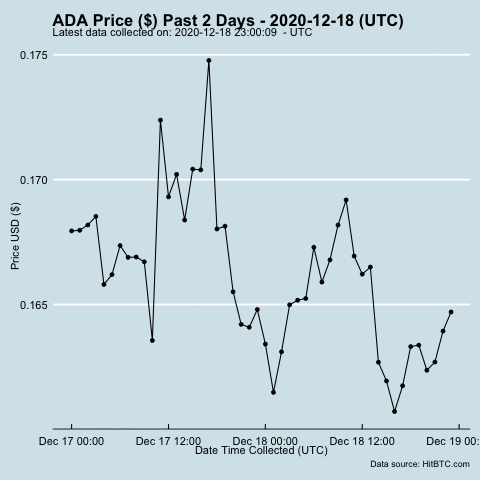 ADA Price ($) Past 2 Days - 2020-12-18 (UTC)
Latest data collected on: 2020-12-18 23:00:09  - UTC
0.175
0.170
0.165
Price USD ($)
Dec 17 00:00 Dec 17 12:00 Dec 18 00:00 Dec 18 12:00 Dec 19 00:
Date Time Collected (UTC)
Data source: HitBTC.com